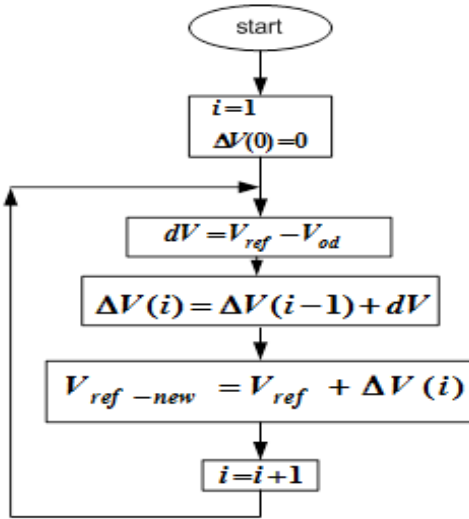 start
i=1
ΔV(0)=0
dV=V_ref−V_od
ΔV(i)=ΔV(i−1)+dV
V_ref−new = V_ref + ΔV(i)
i=i+1